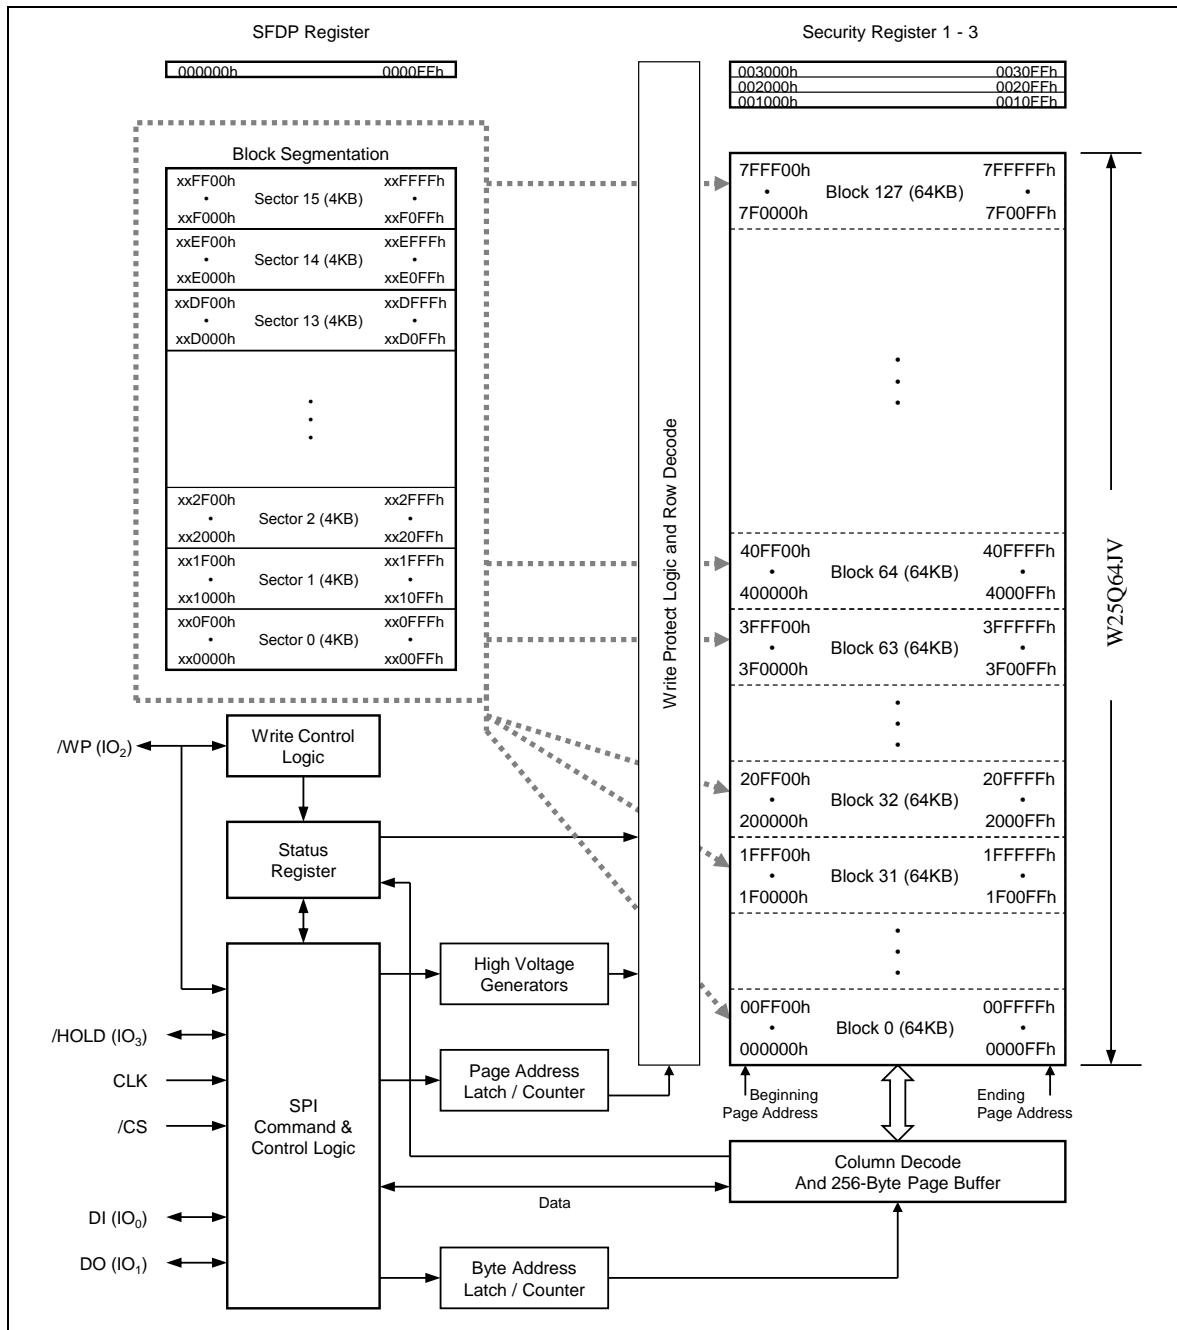 SFDP Register
000000h 0000FFh
Security Register 1 - 3
003000h 0030FFh
002000h 0020FFh
001000h 0010FFh
Block Segmentation
xxFF00h xxFFFFh
• Sector 15 (4KB) •
xxF000h xxF0FFh
xxEF00h xxEFFFh
• Sector 14 (4KB) •
xxE000h xxE0FFh
xxDF00h xxDFFFh
• Sector 13 (4KB) •
xxD000h xxD0FFh
xx2F00h xx2FFFh
• Sector 2 (4KB) •
xx2000h xx20FFh
xx1F00h xx1FFFh
• Sector 1 (4KB) •
xx1000h xx10FFh
xx0F00h xx0FFFh
• Sector 0 (4KB) •
xx0000h xx00FFh
Write Protect Logic and Row Decode
7FFF00h 7FFFFFh
• Block 127 (64KB) •
7F0000h 7F00FFh
40FF00h 40FFFFh
• Block 64 (64KB) •
400000h 4000FFh
3FFF00h 3FFFFFh
• Block 63 (64KB) •
3F0000h 3F00FFh
20FF00h 20FFFFh
• Block 32 (64KB) •
200000h 2000FFh
1FFF00h 1FFFFFh
• Block 31 (64KB) •
1F0000h 1F00FFh
00FF00h 00FFFFh
• Block 0 (64KB) •
000000h 0000FFh
W25Q64JV
Beginning
Page Address
Ending
Page Address
/WP (IO2)
Write Control
Logic
Status
Register
High Voltage
Generators
/HOLD (IO3)
CLK
/CS
SPI
Command &
Control Logic
Page Address
Latch / Counter
Column Decode
And 256-Byte Page Buffer
Data
DI (IO0)
DO (IO1)
Byte Address
Latch / Counter